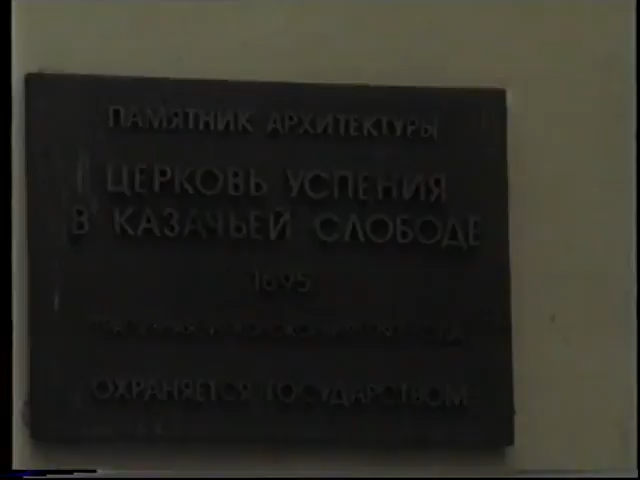 ПАМЯТНИК АРХИТЕКТУРЫ
ЦЕРКОВЬ УСПЕНИЯ
В КАЗАЧЬЕЙ СЛОБОДЕ
1695
ОХРАНЯЕТСЯ ГОСУДАРСТВОМ